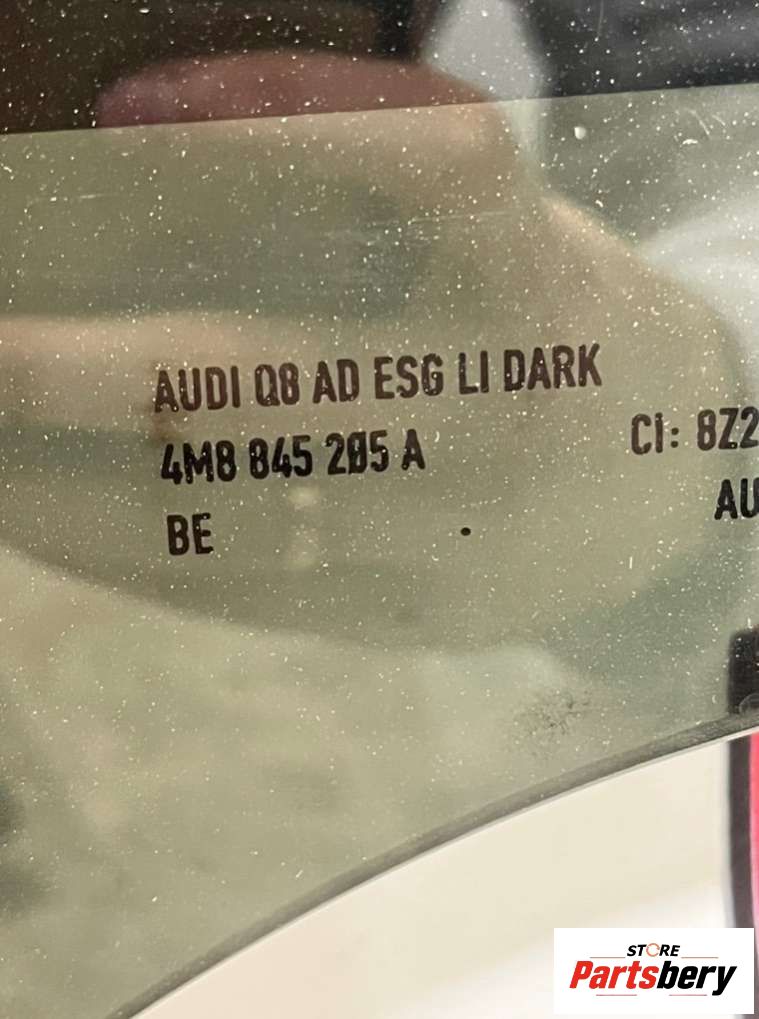 AUDI Q8 AD ESG LI DARK
4M8 845 205 A
BE
CI: 8Z2
AU
STORE
Partsbery